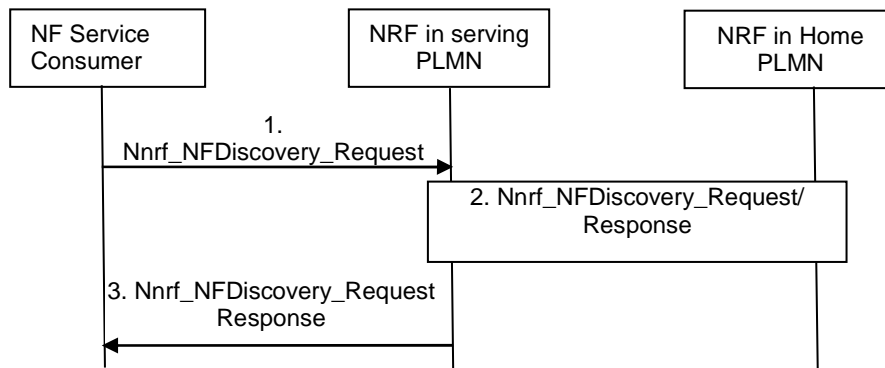 NF Service
Consumer
NRF in serving
PLMN
NRF in Home
PLMN
1.
Nnrf_NFDiscovery_Request
2. Nnrf_NFDiscovery_Request/
Response
3. Nnrf_NFDiscovery_Request
Response